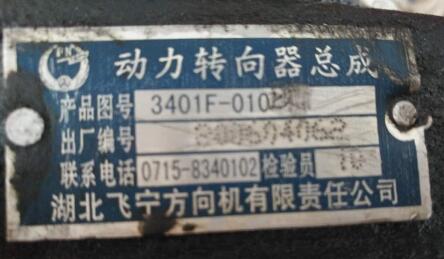 动力转向器总成
产品图号 3401F-010
出厂编号
联系电话 0715-8340102 检验员 10
湖北飞宁方向机有限责任公司